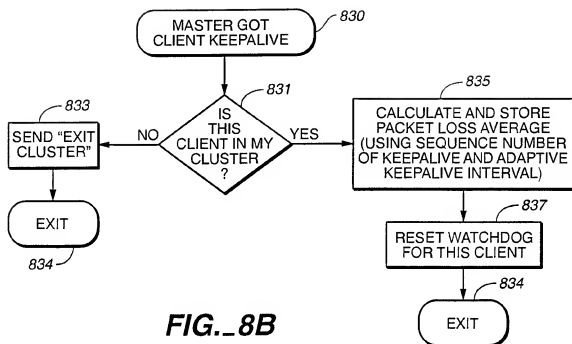 MASTER GOT
CLIENT KEEPALIVE
830
831
IS
THIS
CLIENT IN MY
CLUSTER
?
NO
YES
833
SEND "EXIT
CLUSTER"
EXIT
834
835
CALCULATE AND STORE
PACKET LOSS AVERAGE
(USING SEQUENCE NUMBER
OF KEEPALIVE AND ADAPTIVE
KEEPALIVE INTERVAL)
837
RESET WATCHDOG
FOR THIS CLIENT
834
EXIT
FIG._8B